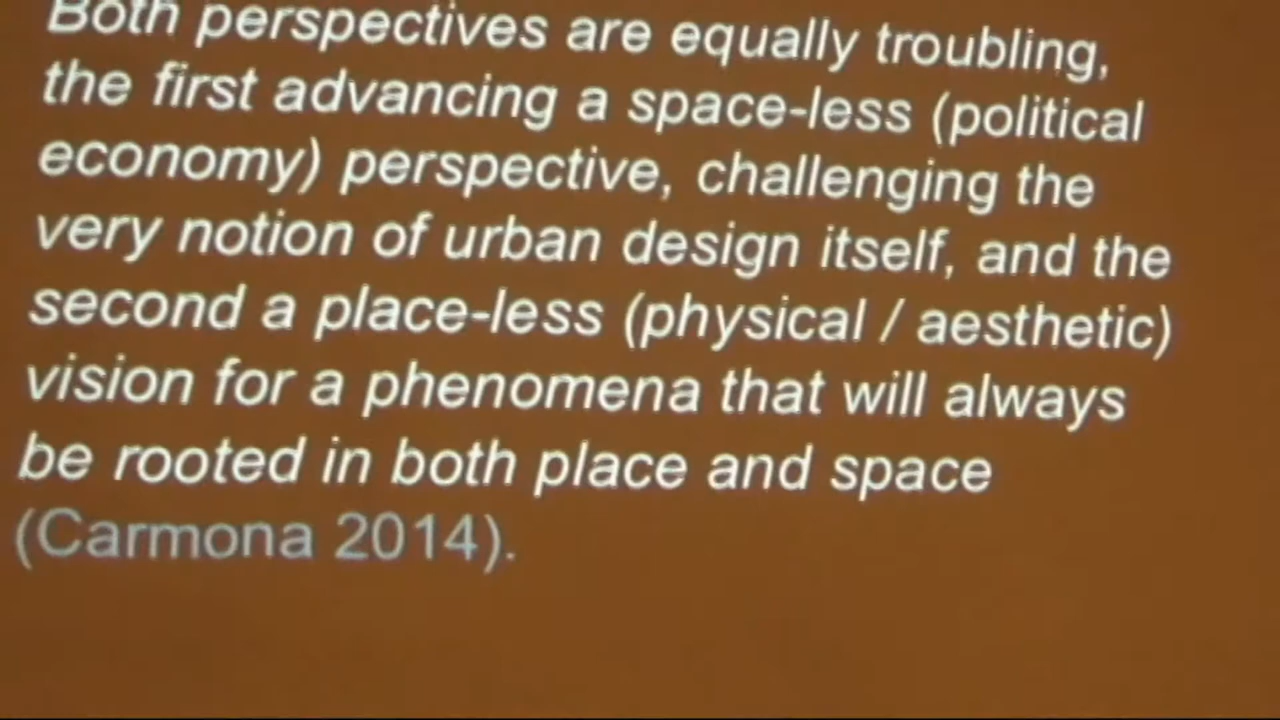 Both perspectives are equally troubling,
the first advancing a space-less (political
economy) perspective, challenging the
very notion of urban design itself, and the
second a place-less (physical / aesthetic)
vision for a phenomena that will always
be rooted in both place and space
(Carmona 2014).